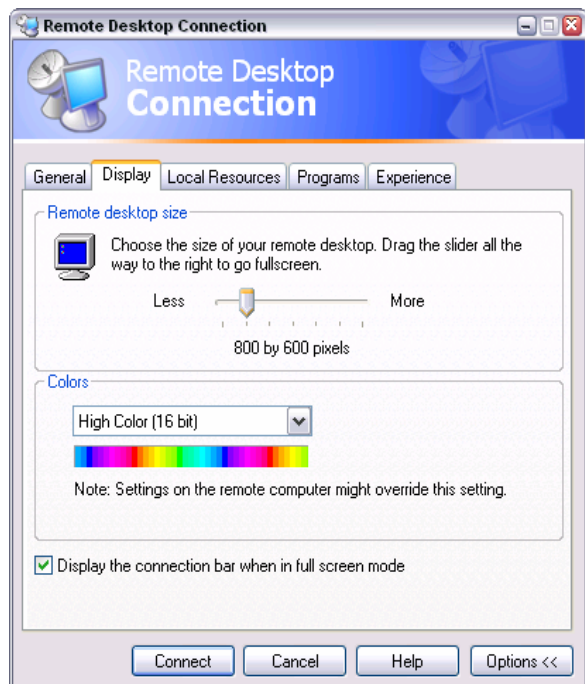 Remote Desktop Connection
Remote Desktop
Connection
General Display Local Resources Programs Experience
Remote desktop size
Choose the size of your remote desktop. Drag the slider all the
way to the right to go fullscreen.
Less More
800 by 600 pixels
Colors
High Color (16 bit)
Note: Settings on the remote computer might override this setting.
Display the connection bar when in full screen mode
Connect Cancel Help Options <<